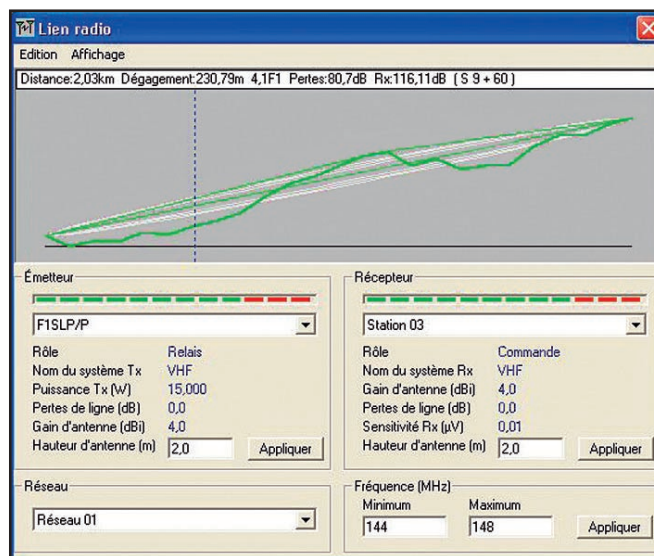 Lien radio
Edition Affichage
Distance:2,03km Dégagement:230,79m 4,1F1 Pertes:80,7dB Rx:116,11dB (S 9 + 60)
Émetteur
F1SLP/P
Rôle Relais
Nom du système Tx VHF
Puissance Tx (W) 15,000
Pertes de ligne (dB) 0,0
Gain d'antenne (dBi) 4,0
Hauteur d'antenne (m) 2,0 Appliquer
Récepteur
Station 03
Rôle Commande
Nom du système Rx VHF
Gain d'antenne (dBi) 4,0
Pertes de ligne (dB) 0,0
Sensitivité Rx (µV) 0,01
Hauteur d'antenne (m) 2,0 Appliquer
Réseau
Réseau 01
Fréquence (MHz)
Minimum Maximum
144 148 Appliquer